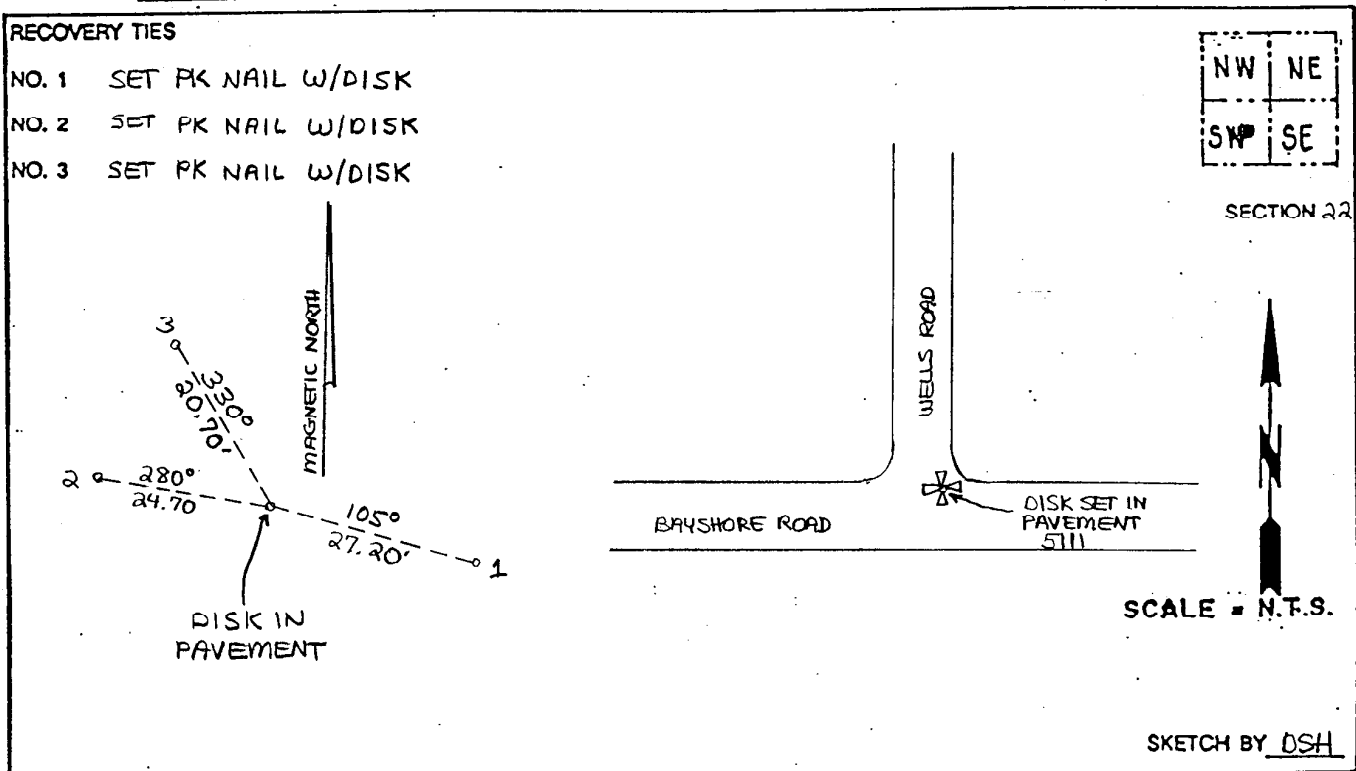 RECOVERY TIES
NO. 1 SET PK NAIL W/DISK
NO. 2 SET PK NAIL W/DISK
NO. 3 SET PK NAIL W/DISK
NW NE
SW SE
SECTION 22
MAGNETIC NORTH
3
330°
20.70'
2
280°
24.70
105°
27.20'
1
DISK IN
PAVEMENT
WELLS ROAD
BAYSHORE ROAD
DISK SET IN
PAVEMENT
5111
N
SCALE = N.T.S.
SKETCH BY DSH